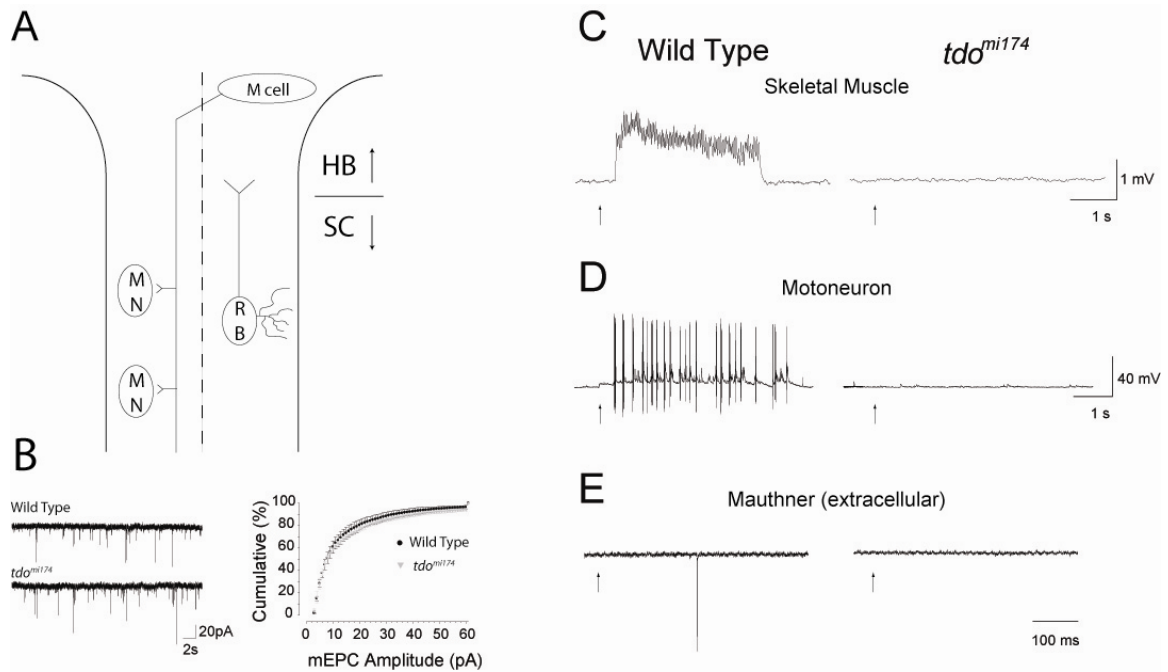 A
M cell
HB
SC
M
N
R
B
M
N
B
Wild Type
tdo^mi174
20pA
2s
Cumulative (%)
100
80
60
40
20
0
Wild Type
tdo^mi174
0 10 20 30 40 50 60
mEPC Amplitude (pA)
C
Wild Type tdo^mi174
Skeletal Muscle
1 mV
1 s
D
Motoneuron
40 mV
1 s
E
Mauthner (extracellular)
100 ms